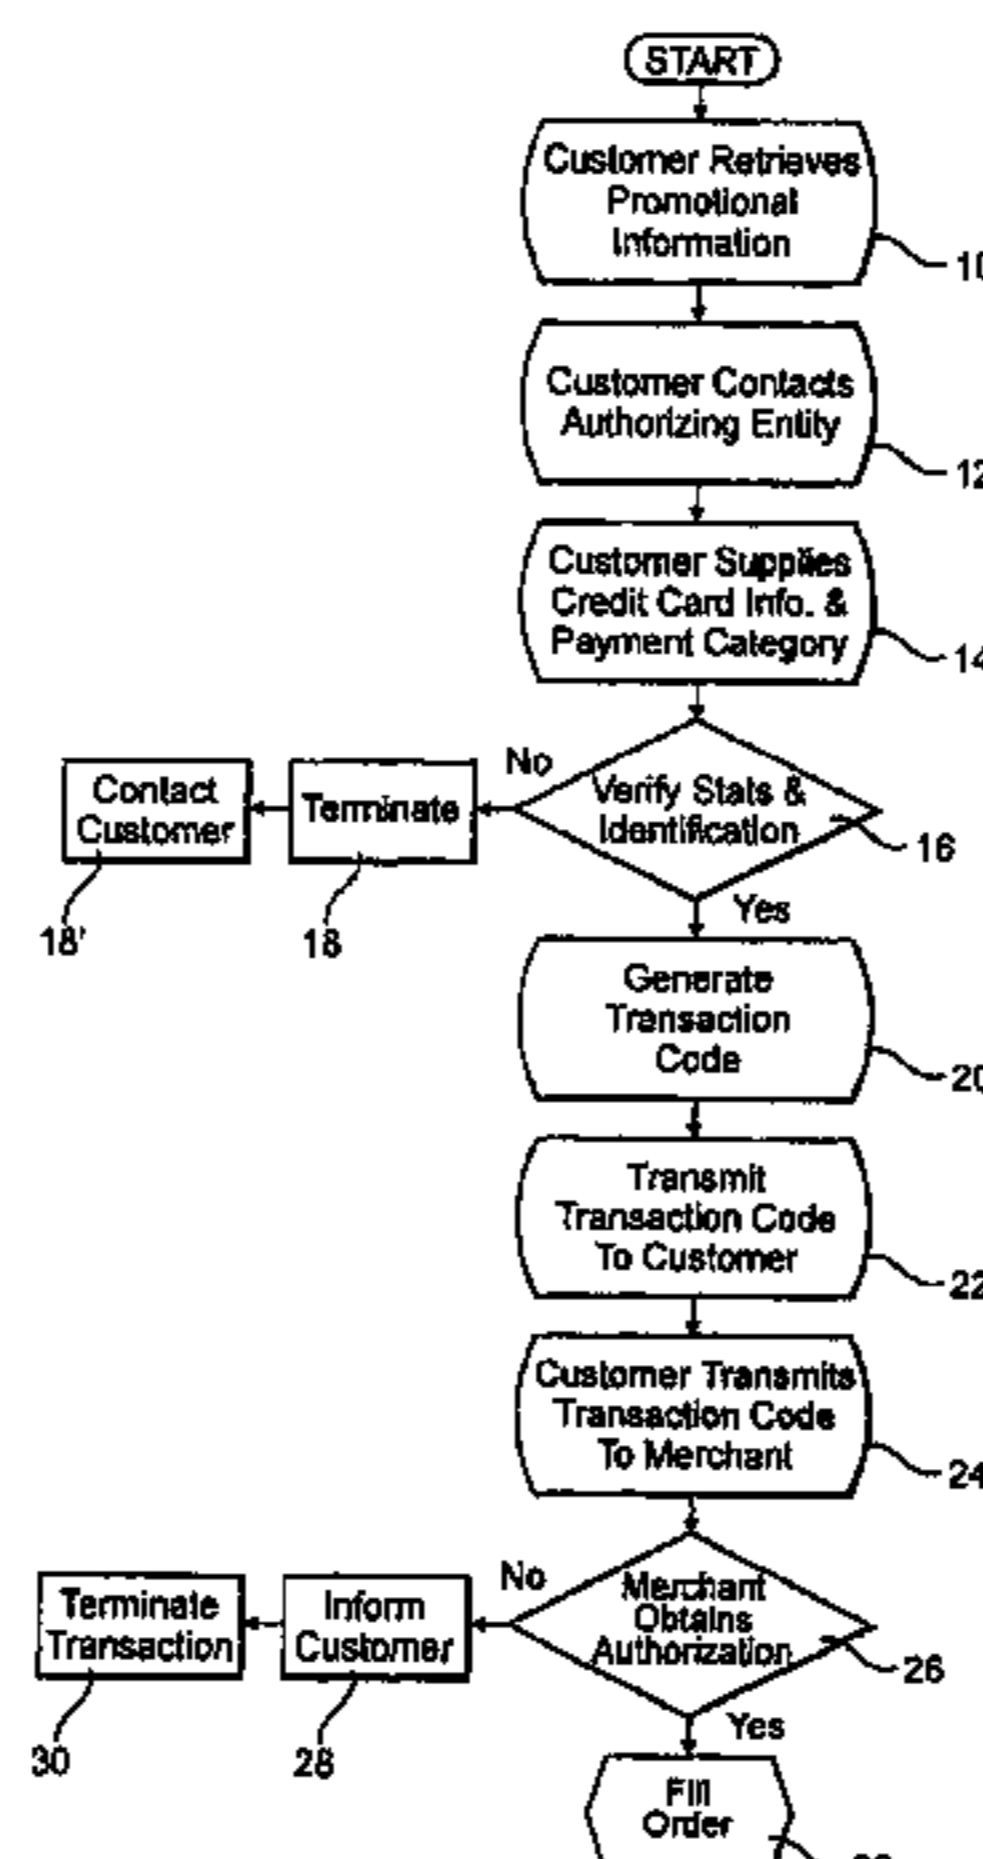 START
Customer Retrieves
Promotional
Information
10
Customer Contacts
Authorizing Entity
12
Customer Supplies
Credit Card Info. &
Payment Category
14
No
Verify Stats &
Identification
16
Terminate
18
Contact
Customer
18'
Yes
Generate
Transaction
Code
20
Transmit
Transaction Code
To Customer
22
Customer Transmits
Transaction Code
To Merchant
24
No
Merchant
Obtains
Authorization
26
Inform
Customer
28
Terminate
Transaction
30
Yes
Fill
Order